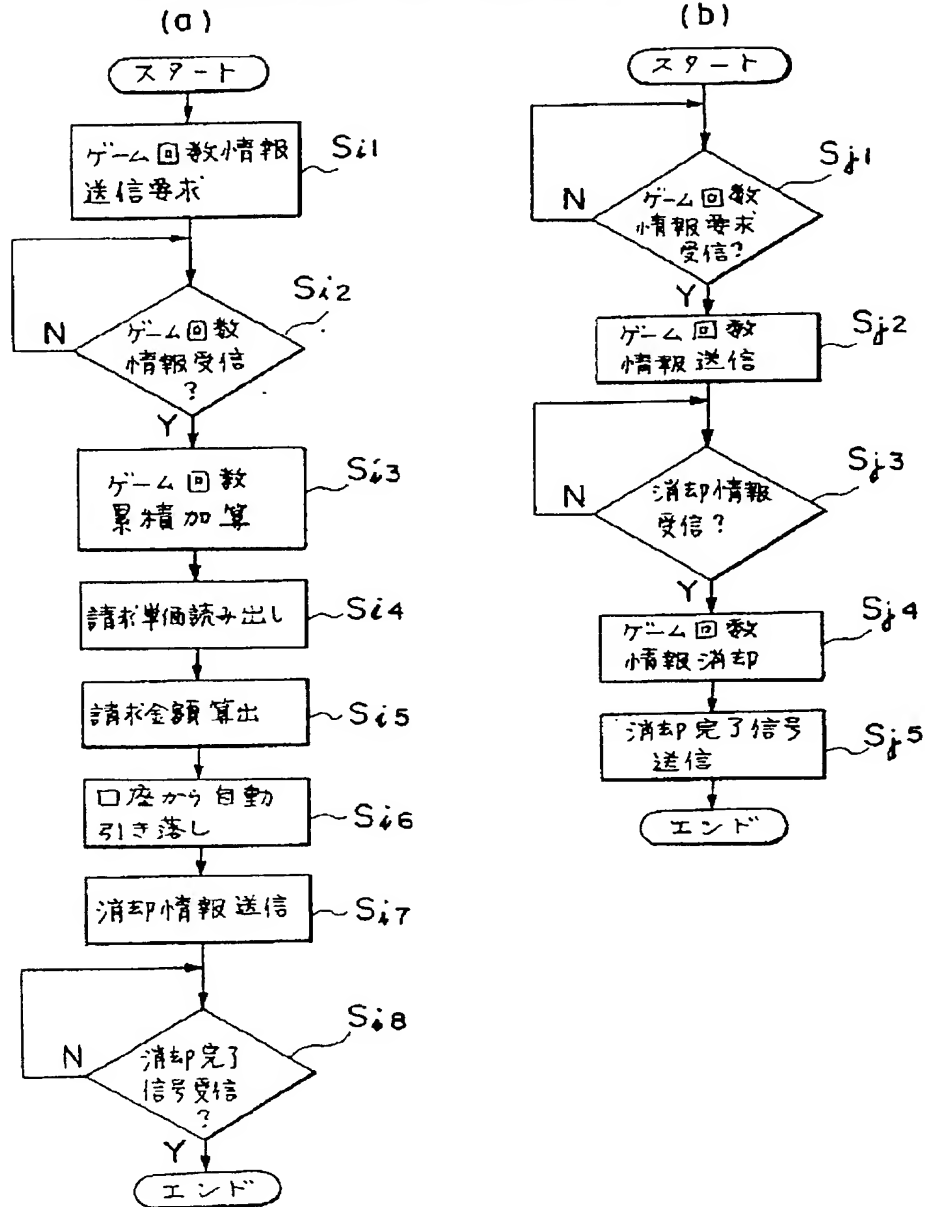 (a)
スタート
ゲーム回数情報
送信要求
Si1
Si2
ゲーム回数
情報受信
?
N
Y
ゲーム回数
累積加算
Si3
請求単価読み出し
Si4
請求金額算出
Si5
口座から自動
引き落し
Si6
消却情報送信
Si7
Si8
消却完了
信号受信
?
N
Y
エンド
(b)
スタート
Sj1
ゲーム回数
情報要求
受信?
N
Y
ゲーム回数
情報送信
Sj2
Sj3
消却情報
受信?
N
Y
ゲーム回数
情報消却
Sj4
消却完了信号
送信
Sj5
エンド